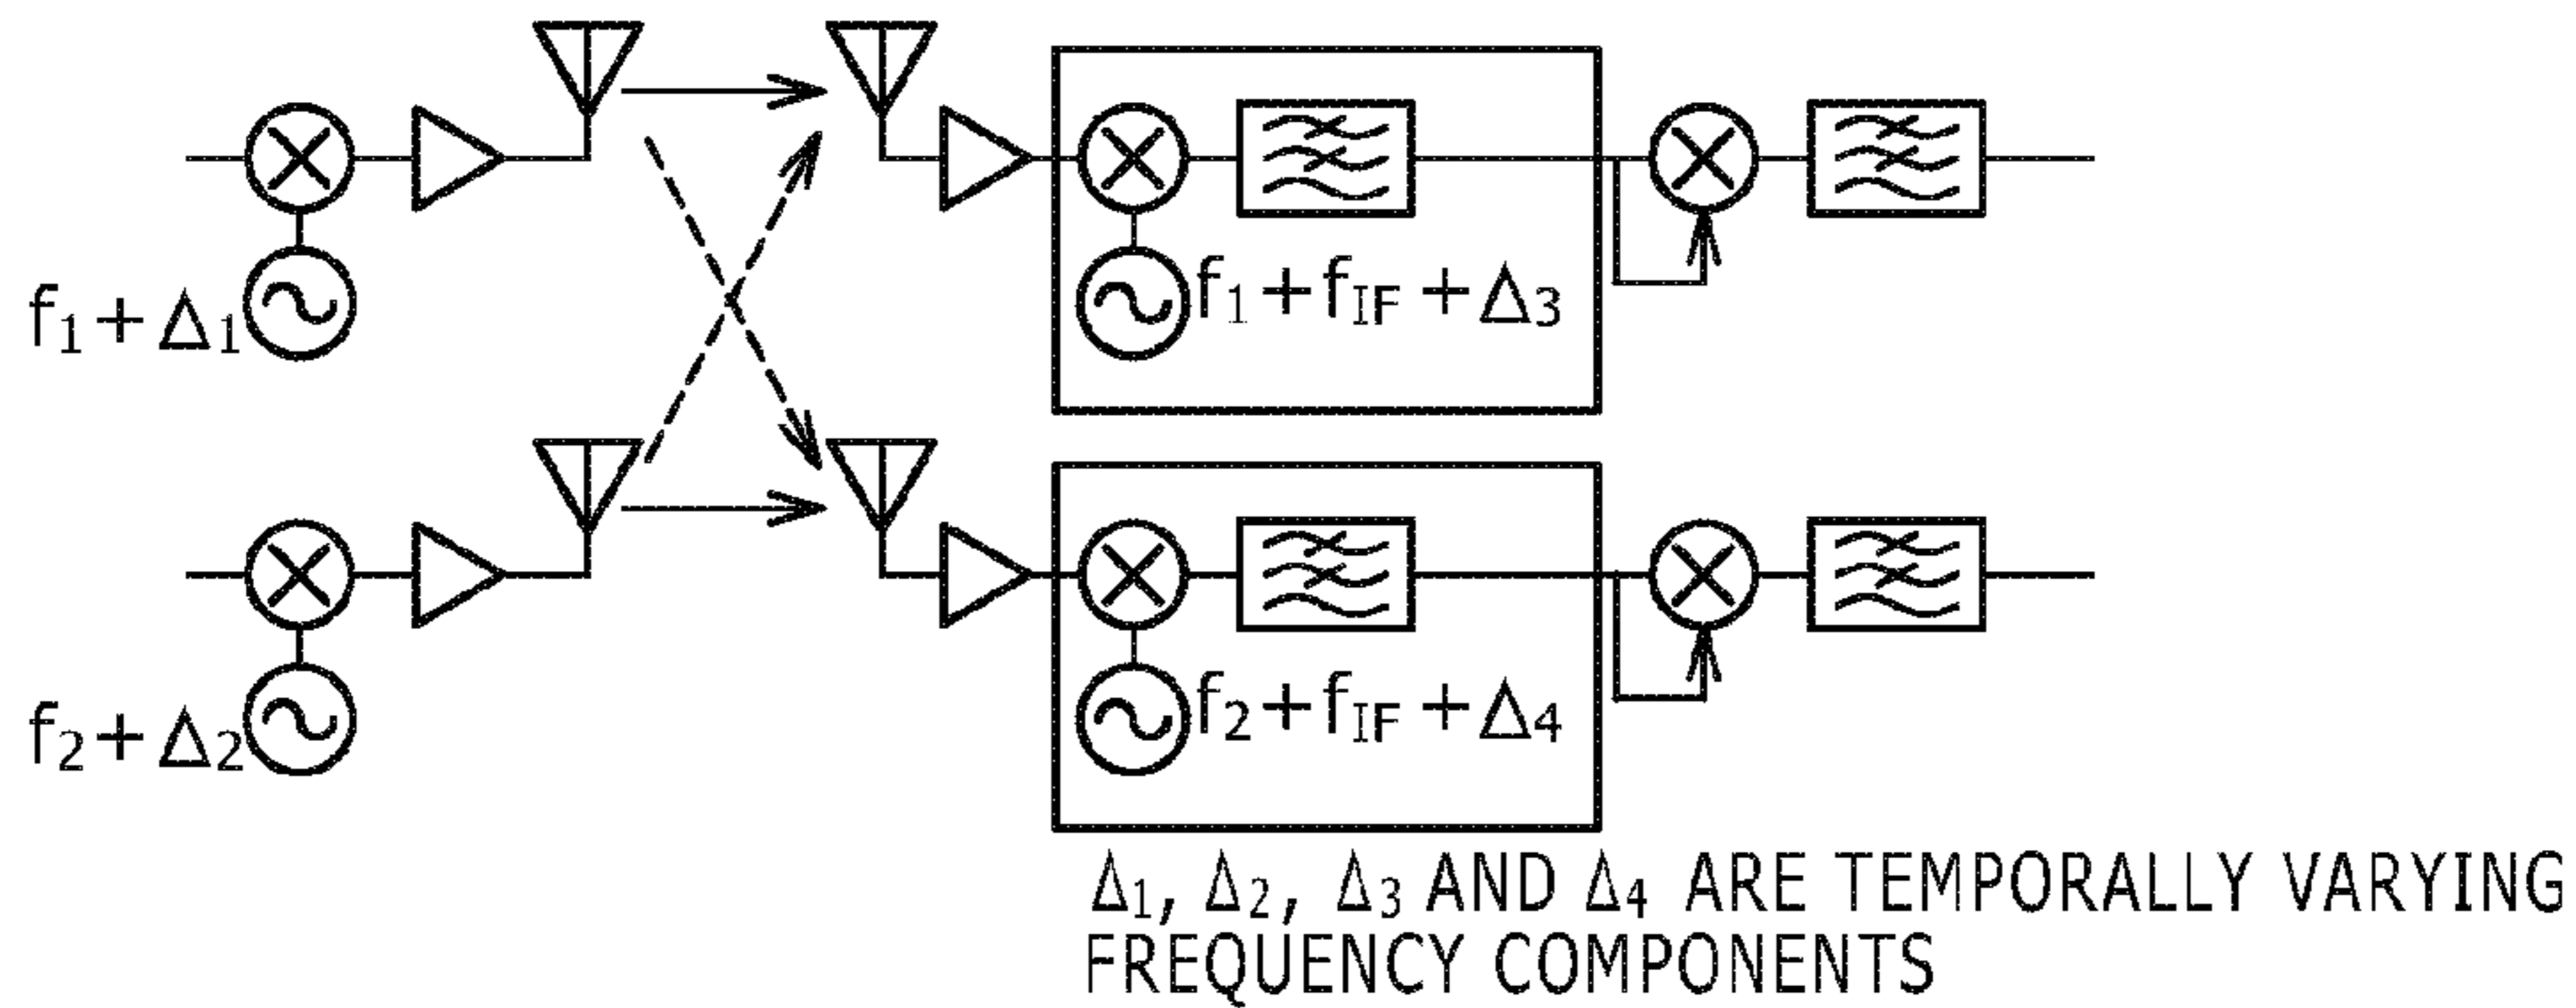 f₁+Δ₁
f₁+fIF+Δ₃
f₂+Δ₂
f₂+fIF+Δ₄
Δ₁, Δ₂, Δ₃ AND Δ₄ ARE TEMPORALLY VARYING
FREQUENCY COMPONENTS